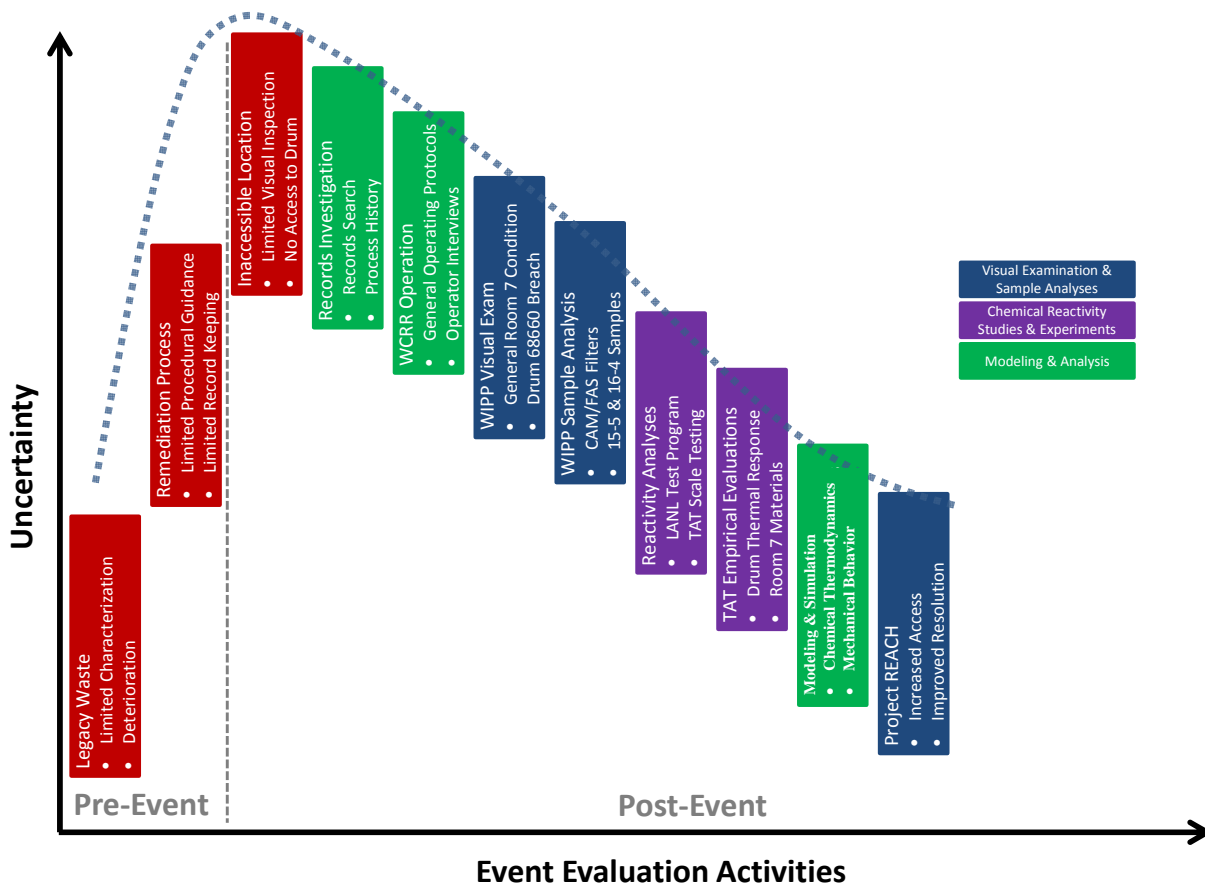 Uncertainty
Legacy Waste
• Limited Characterization
• Deterioration
Remediation Process
• Limited Procedural Guidance
• Limited Record Keeping
Inaccessible Location
• Limited Visual Inspection
• No Access to Drum
Records Investigation
• Records Search
• Process History
WCRR Operation
• General Operating Protocols
• Operator Interviews
WIPP Visual Exam
• General Room 7 Condition
• Drum 68660 Breach
WIPP Sample Analysis
• CAM/FAS Filters
• 15-5 & 16-4 Samples
Reactivity Analyses
• LANL Test Program
• TAT Scale Testing
TAT Empirical Evaluations
• Drum Thermal Response
• Room 7 Materials
Modeling & Simulation
• Chemical Thermodynamics
• Mechanical Behavior
Project REACH
• Increased Access
• Improved Resolution
Visual Examination &
Sample Analyses
Chemical Reactivity
Studies & Experiments
Modeling & Analysis
Pre-Event
Post-Event
Event Evaluation Activities